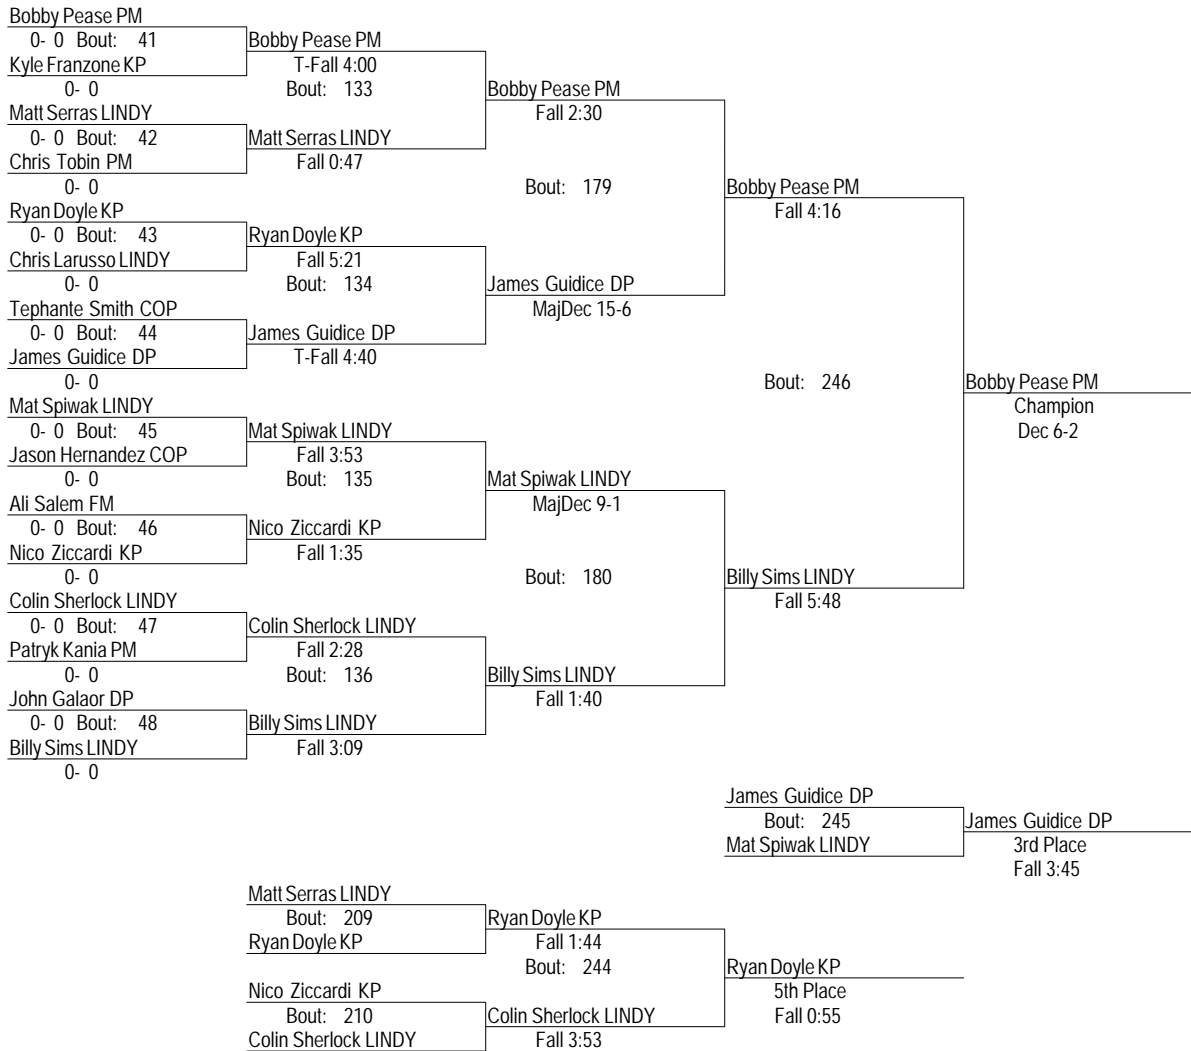 Bobby Pease PM
0- 0 Bout: 41
Bobby Pease PM
Kyle Franzone KP
T-Fall 4:00
0- 0
Bout: 133
Bobby Pease PM
Matt Serras LINDY
Fall 2:30
0- 0 Bout: 42
Matt Serras LINDY
Chris Tobin PM
Fall 0:47
0- 0
Bout: 179
Bobby Pease PM
Ryan Doyle KP
Fall 4:16
0- 0 Bout: 43
Ryan Doyle KP
Chris Larusso LINDY
Fall 5:21
0- 0
Bout: 134
James Guidice DP
Tephante Smith COP
MajDec 15-6
0- 0 Bout: 44
James Guidice DP
James Guidice DP
T-Fall 4:40
0- 0
Bout: 246
Bobby Pease PM
Mat Spiwak LINDY
Champion
0- 0 Bout: 45
Mat Spiwak LINDY
Dec 6-2
Jason Hernandez COP
Fall 3:53
0- 0
Bout: 135
Mat Spiwak LINDY
Ali Salem FM
MajDec 9-1
0- 0 Bout: 46
Nico Ziccardi KP
Nico Ziccardi KP
Fall 1:35
0- 0
Bout: 180
Billy Sims LINDY
Colin Sherlock LINDY
Fall 5:48
0- 0 Bout: 47
Colin Sherlock LINDY
Patryk Kania PM
Fall 2:28
0- 0
Bout: 136
Billy Sims LINDY
John Galaor DP
Fall 1:40
0- 0 Bout: 48
Billy Sims LINDY
Billy Sims LINDY
Fall 3:09
0- 0
James Guidice DP
Bout: 245
James Guidice DP
Mat Spiwak LINDY
3rd Place
Fall 3:45
Matt Serras LINDY
Bout: 209
Ryan Doyle KP
Ryan Doyle KP
Fall 1:44
Bout: 244
Ryan Doyle KP
Nico Ziccardi KP
5th Place
Bout: 210
Colin Sherlock LINDY
Fall 0:55
Colin Sherlock LINDY
Fall 3:53